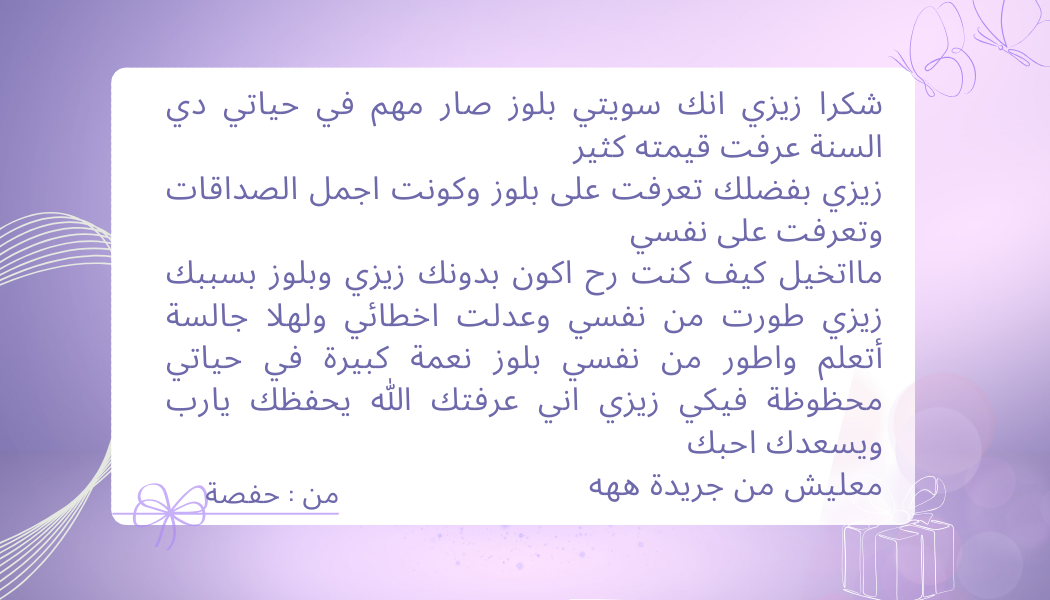 شكرا زيزي انك سويتي بلوز صار مهم في حياتي دي
السنة عرفت قيمته كثير
زيزي بفضلك تعرفت على بلوز وكونت اجمل الصداقات
وتعرفت على نفسي
مااتخيل كيف كنت رح اكون بدونك زيزي وبلوز بسببك
زيزي طورت من نفسي وعدلت اخطائي ولهلا جالسة
أتعلم واطور من نفسي بلوز نعمة كبيرة في حياتي
محظوظة فيكي زيزي اني عرفتك الله يحفظك يارب
ويسعدك احبك
معليش من جريدة ههه
من : حفصة